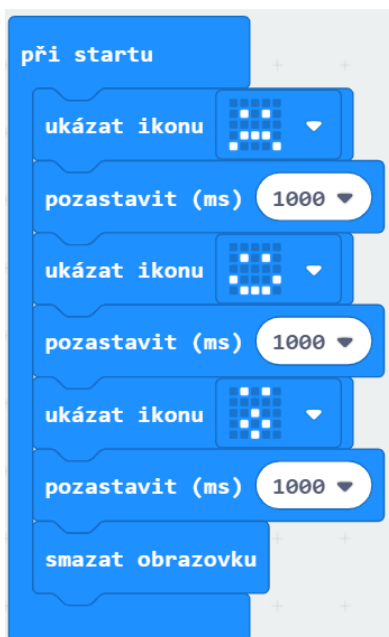 při startu
ukázat ikonu
pozastavit (ms) 1000
ukázat ikonu
pozastavit (ms) 1000
ukázat ikonu
pozastavit (ms) 1000
smazat obrazovku